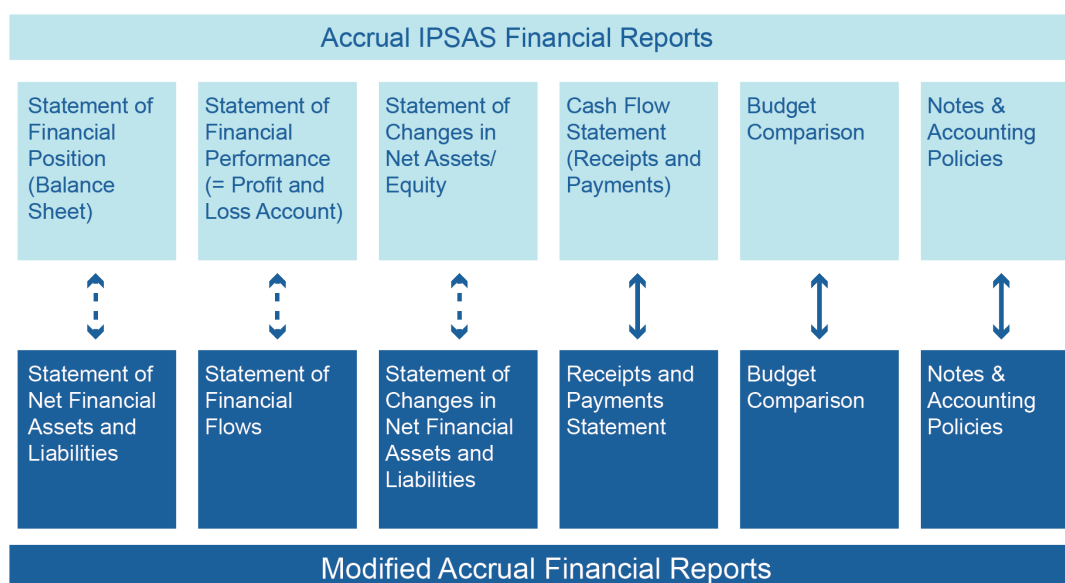 Accrual IPSAS Financial Reports
Statement of
Financial
Position
(Balance
Sheet)
Statement of
Financial
Performance
(= Profit and
Loss Account)
Statement of
Changes in
Net Assets/
Equity
Cash Flow
Statement
(Receipts and
Payments)
Budget
Comparison
Notes &
Accounting
Policies
Statement of
Net Financial
Assets and
Liabilities
Statement of
Financial
Flows
Statement of
Changes in
Net Financial
Assets and
Liabilities
Receipts and
Payments
Statement
Budget
Comparison
Notes &
Accounting
Policies
Modified Accrual Financial Reports